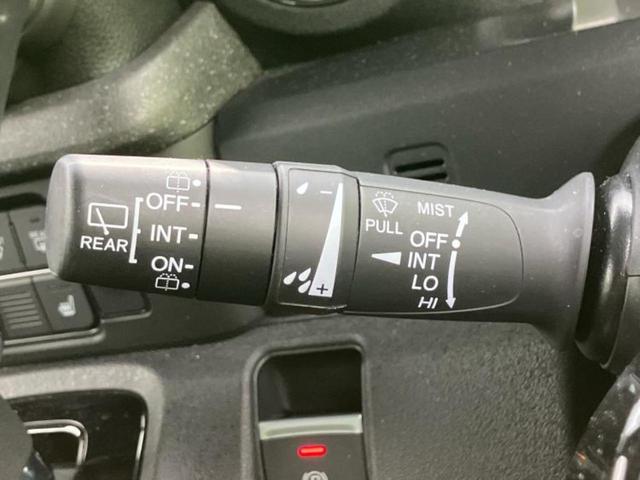 REAR
OFF
INT
ON
-
+
PULL
MIST
OFF
INT
LO
HI